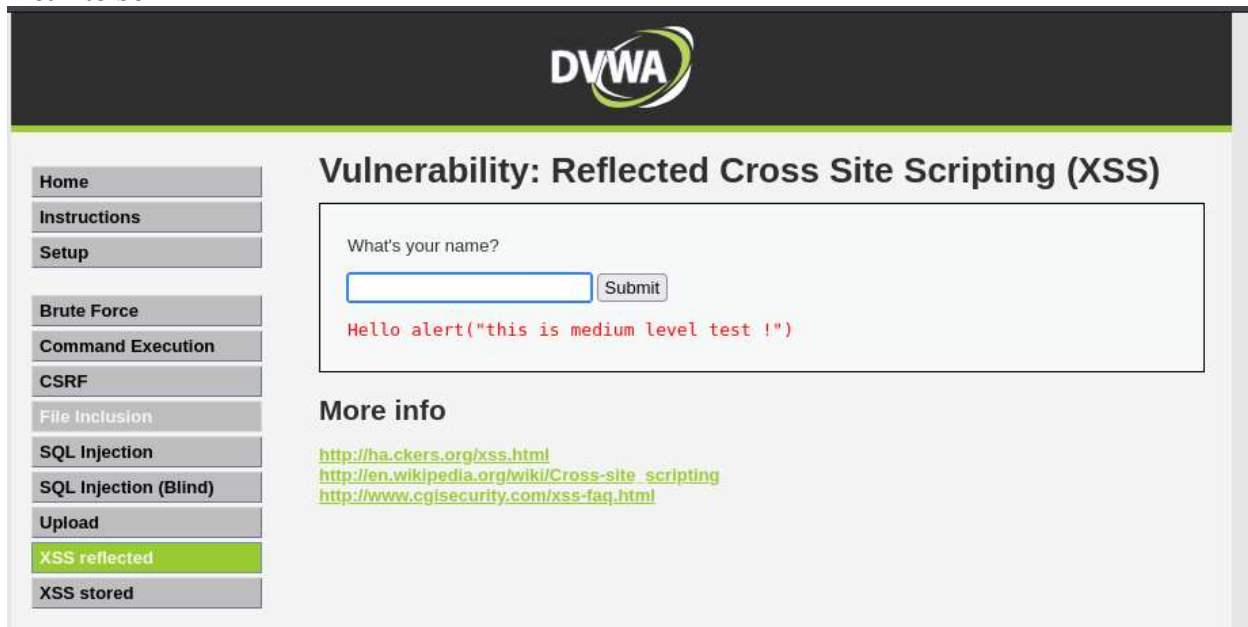 DVWA
Home
Instructions
Setup
Brute Force
Command Execution
CSRF
File Inclusion
SQL Injection
SQL Injection (Blind)
Upload
XSS reflected
XSS stored
Vulnerability: Reflected Cross Site Scripting (XSS)
What's your name?
Submit
Hello alert("this is medium level test !")
More info
http://ha.ckers.org/xss.html
http://en.wikipedia.org/wiki/Cross-site_scripting
http://www.cgisecurity.com/xss-faq.html